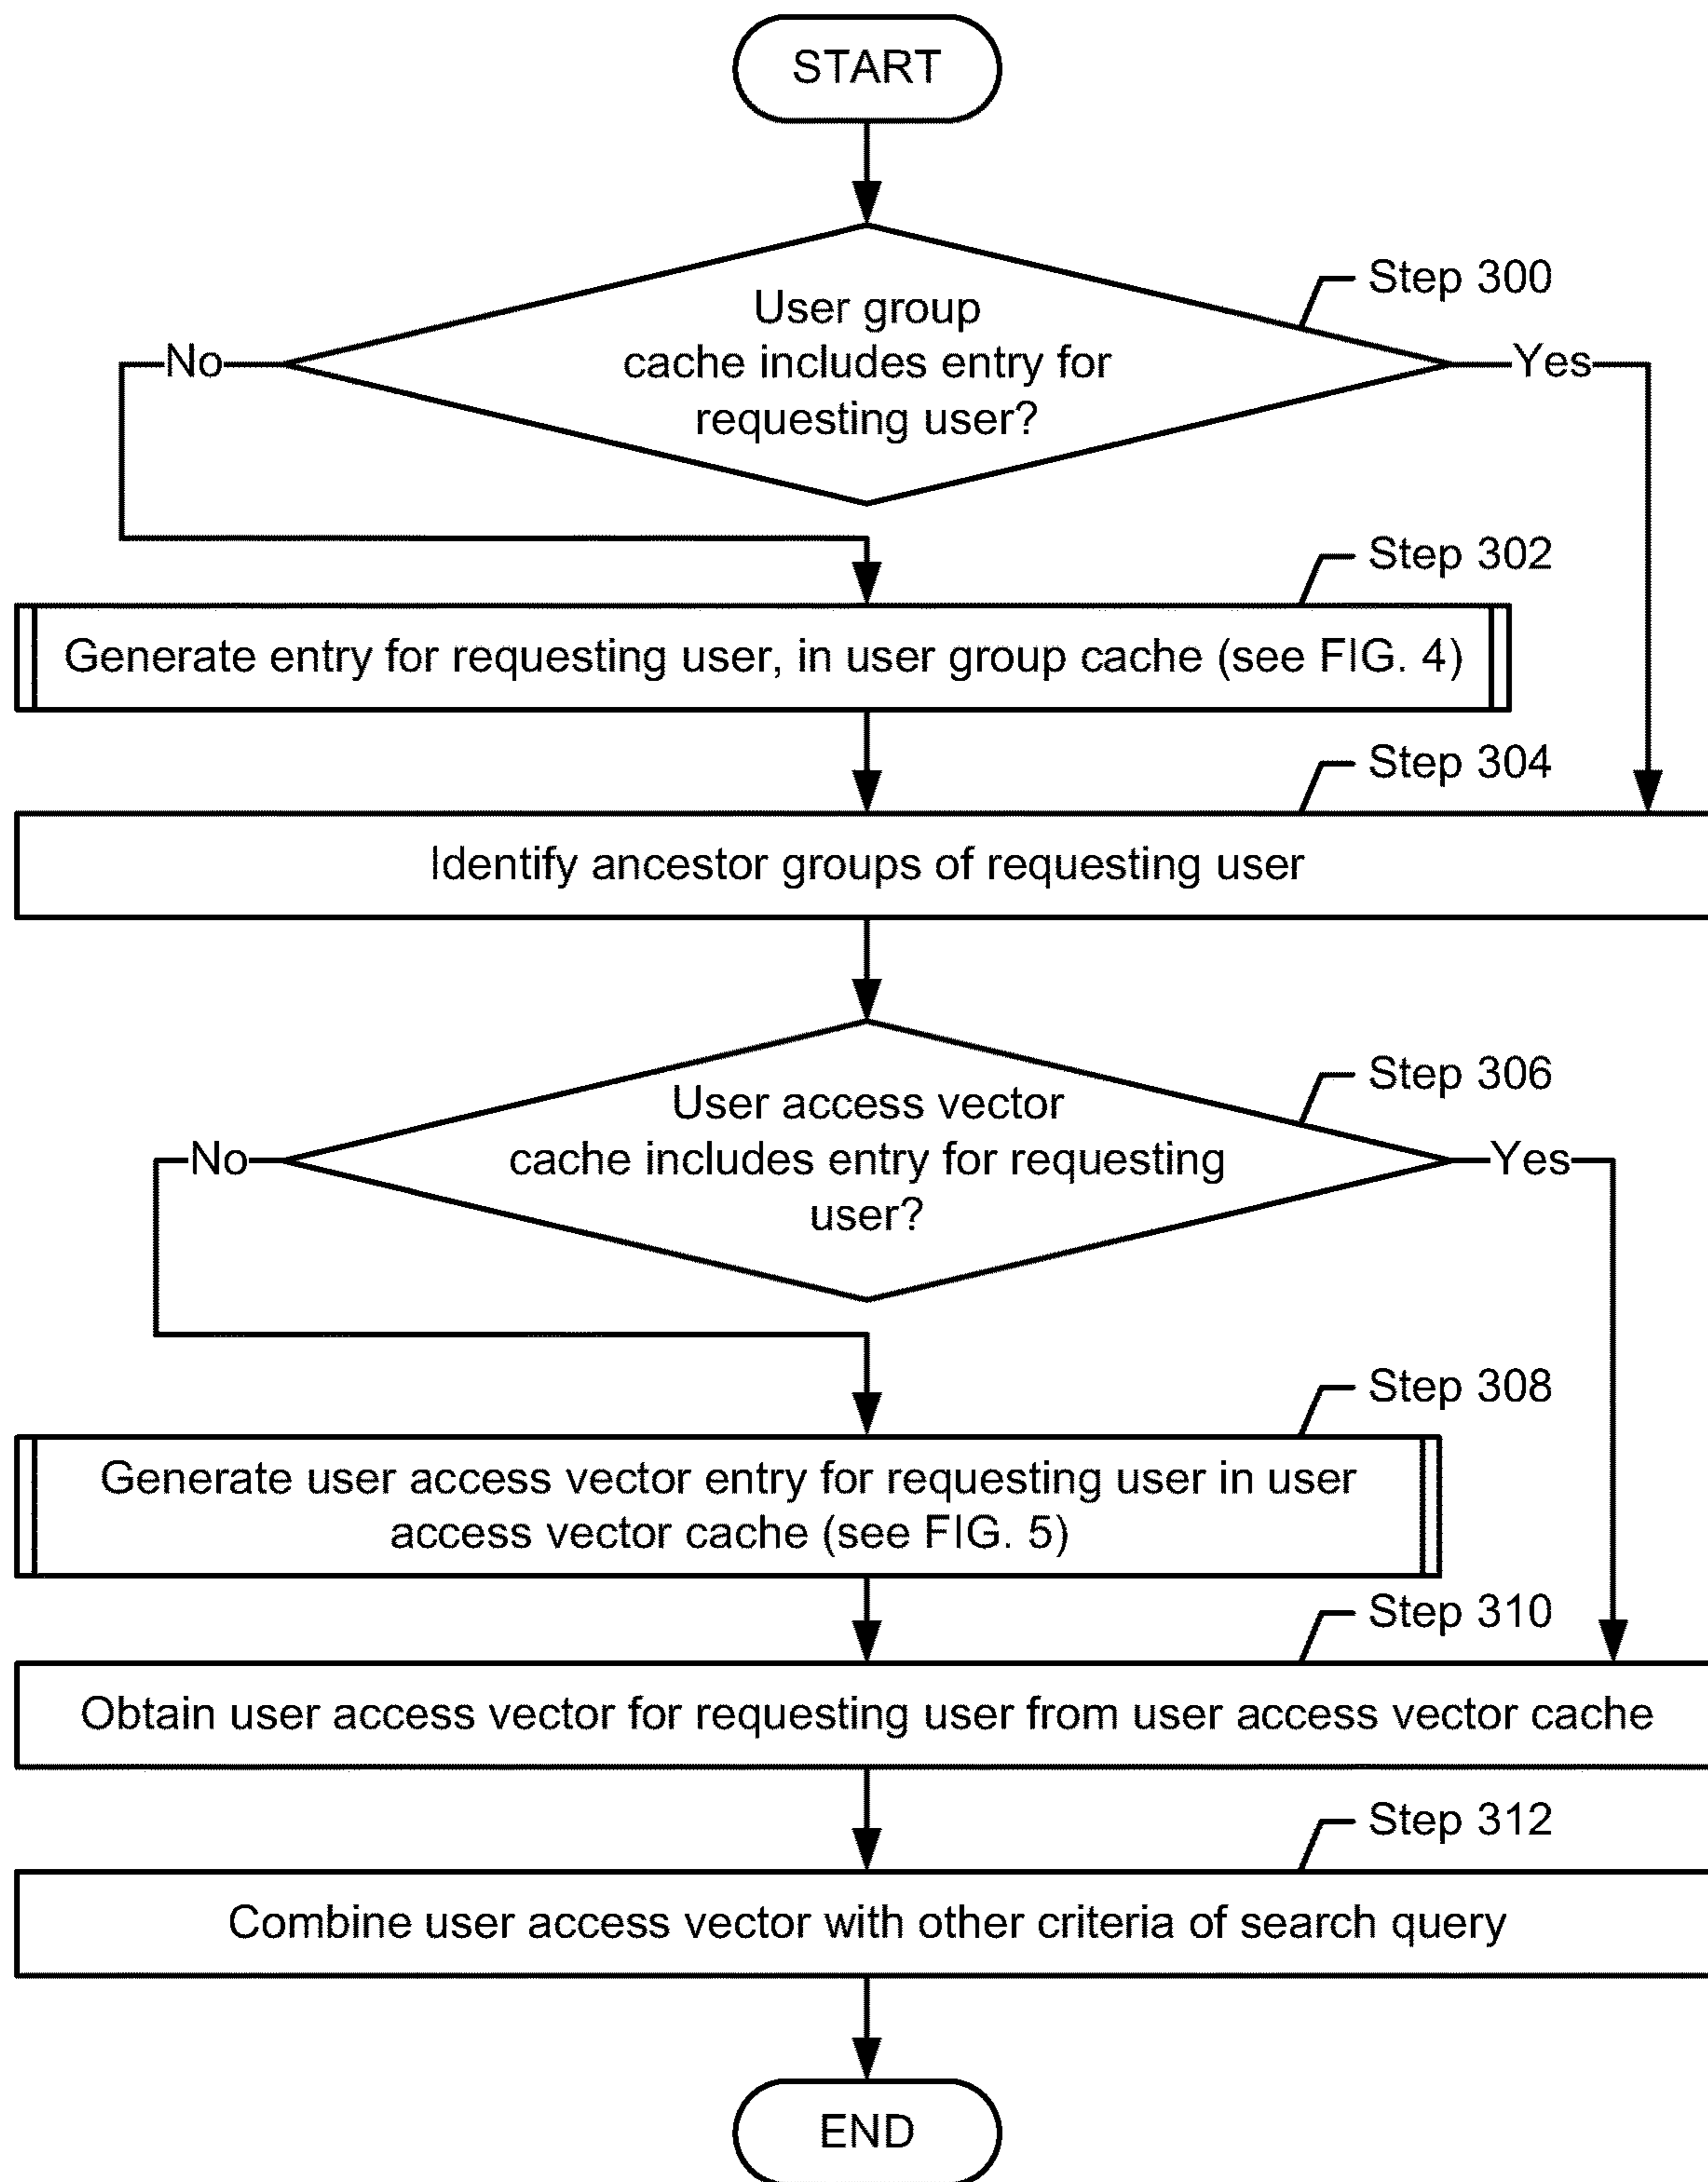 START
Step 300
User group
cache includes entry for
requesting user?
No
Yes
Step 302
Generate entry for requesting user, in user group cache (see FIG. 4)
Step 304
Identify ancestor groups of requesting user
Step 306
User access vector
cache includes entry for requesting
user?
No
Yes
Step 308
Generate user access vector entry for requesting user in user
access vector cache (see FIG. 5)
Step 310
Obtain user access vector for requesting user from user access vector cache
Step 312
Combine user access vector with other criteria of search query
END